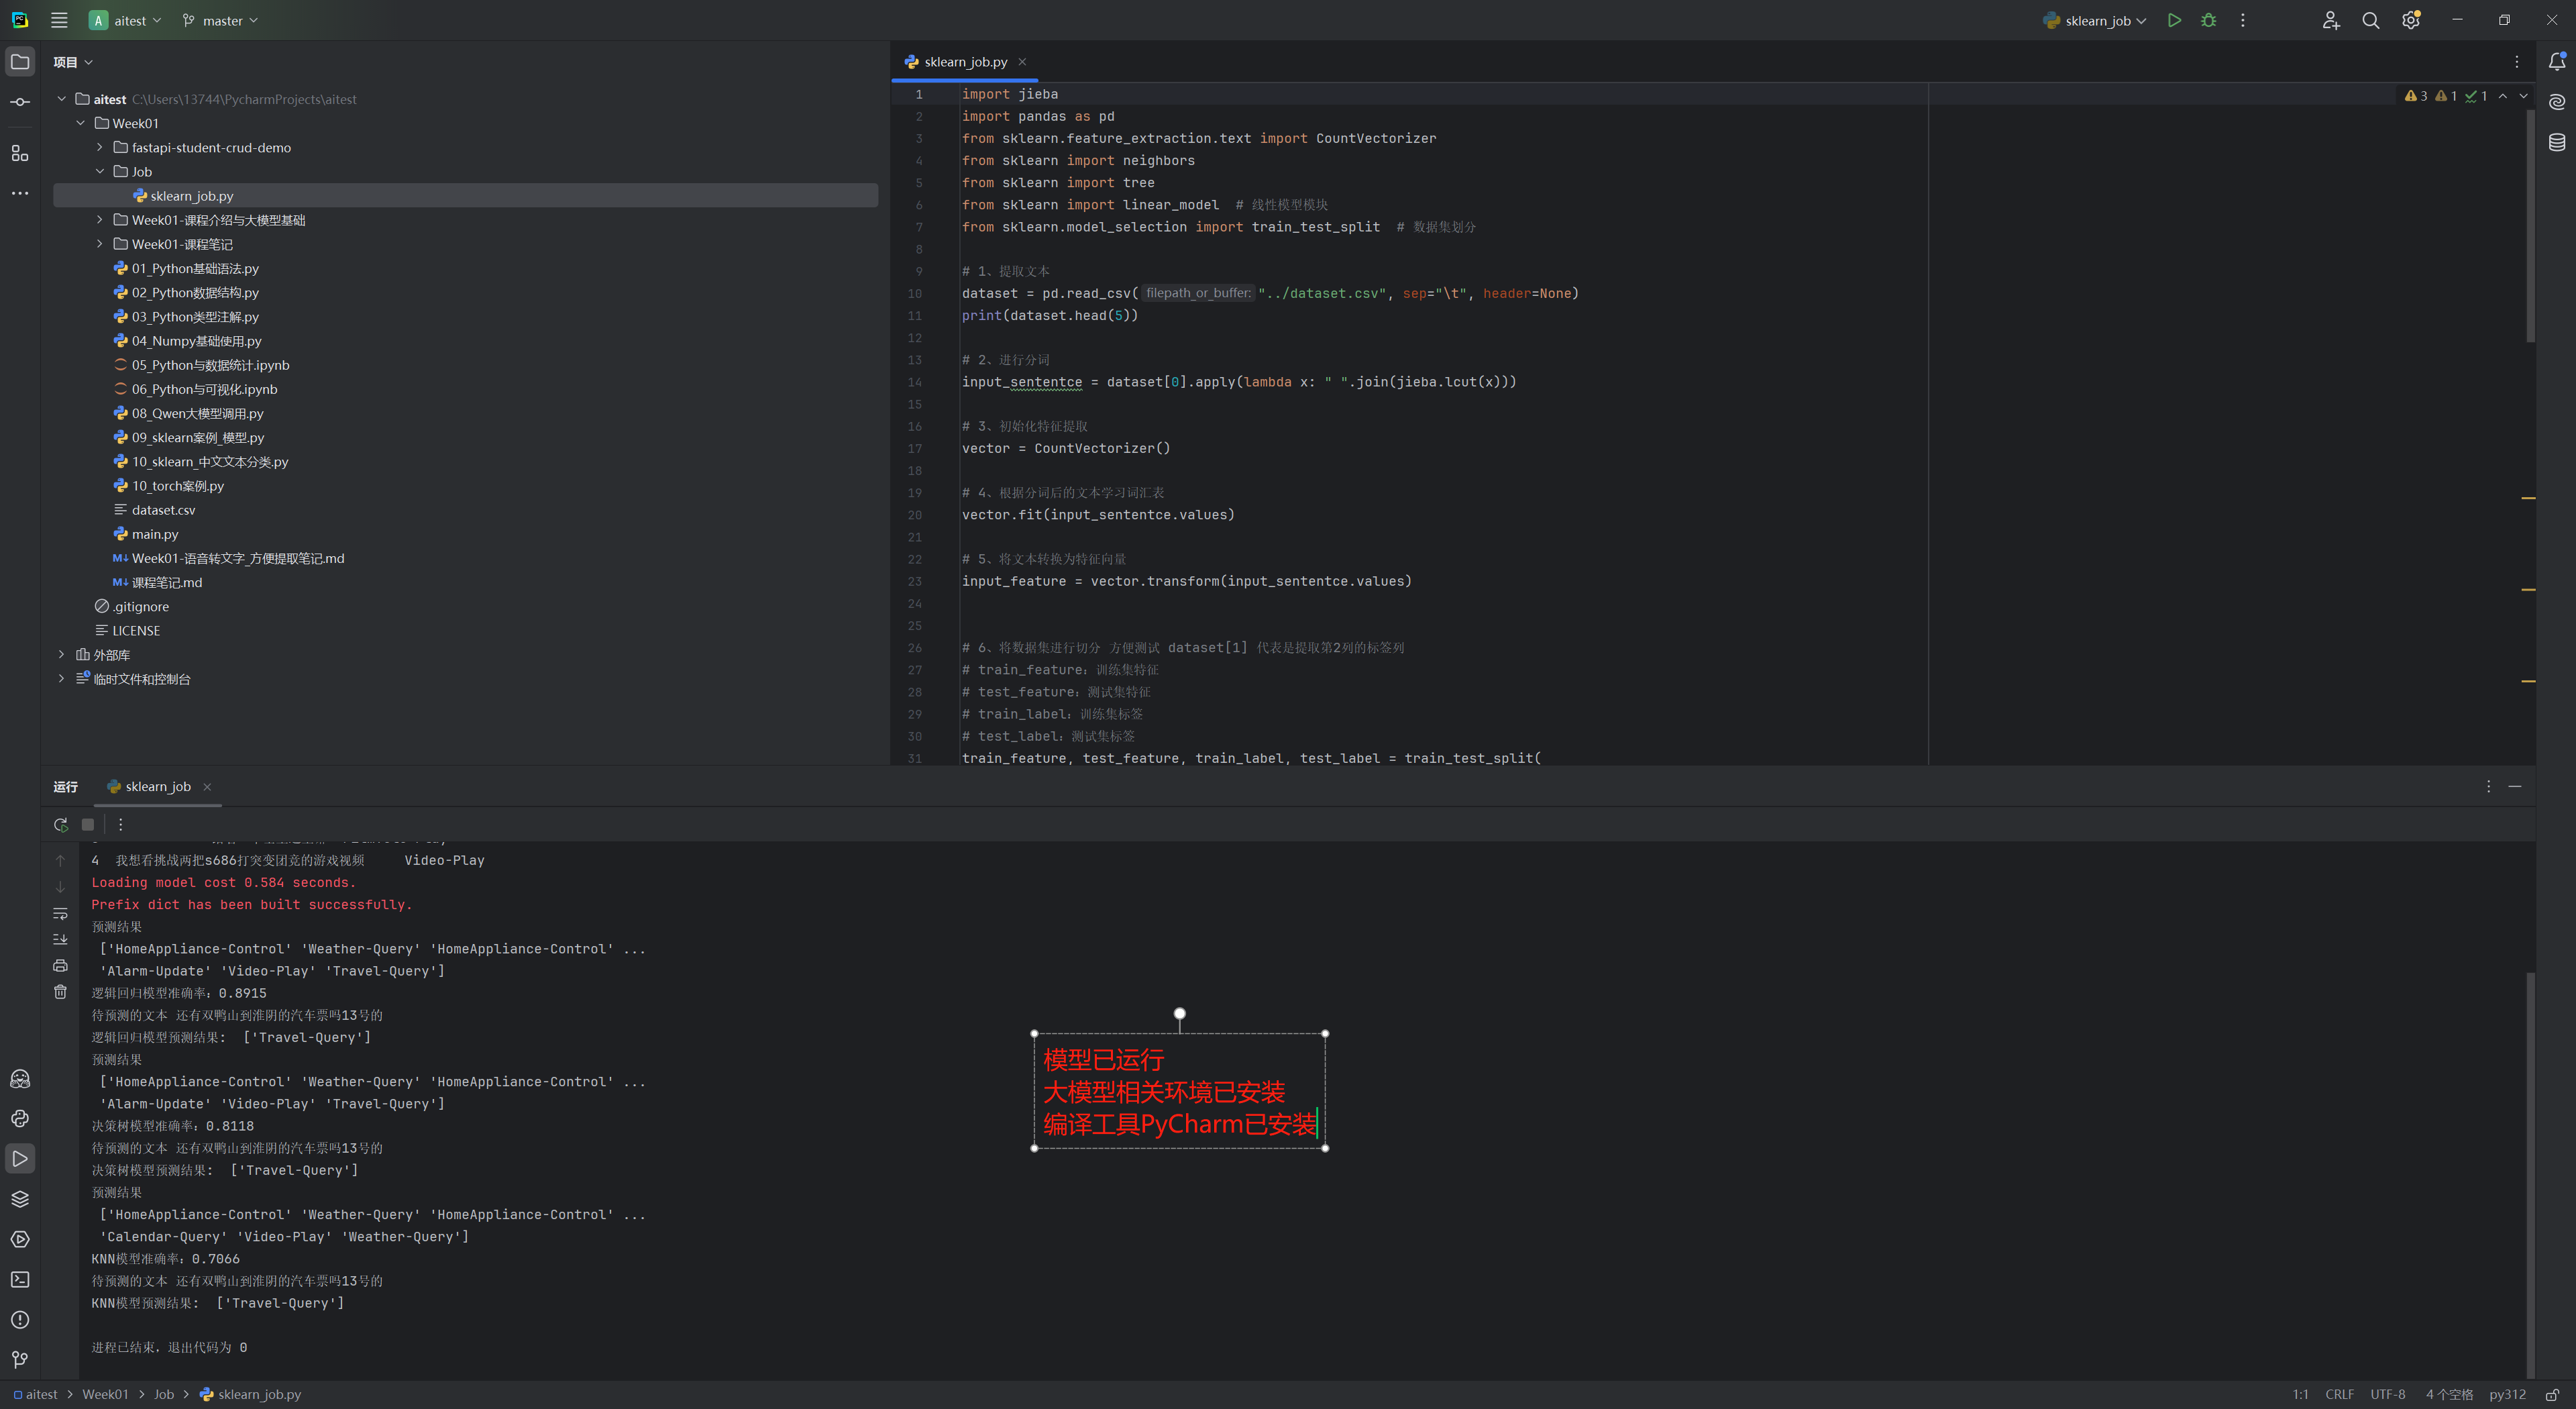 aitest
master
sklearn_job
项目
aitest C:\Users\13744\PycharmProjects\aitest
Week01
fastapi-student-crud-demo
Job
sklearn_job.py
Week01-课程介绍与大模型基础
Week01-课程笔记
01_Python基础语法.py
02_Python数据结构.py
03_Python类型注解.py
04_Numpy基础使用.py
05_Python与数据统计.ipynb
06_Python与可视化.ipynb
08_Qwen大模型调用.py
09_sklearn案例_模型.py
10_sklearn_中文文本分类.py
10_torch案例.py
dataset.csv
main.py
Week01-语音转文字_方便提取笔记.md
课程笔记.md
.gitignore
LICENSE
外部库
临时文件和控制台
sklearn_job.py
3 1 1
1 import jieba
2 import pandas as pd
3 from sklearn.feature_extraction.text import CountVectorizer
4 from sklearn import neighbors
5 from sklearn import tree
6 from sklearn import linear_model # 线性模型模块
7 from sklearn.model_selection import train_test_split # 数据集划分
8
9 # 1、提取文本
10 dataset = pd.read_csv( filepath_or_buffer: "../dataset.csv", sep="\t", header=None)
11 print(dataset.head(5))
12
13 # 2、进行分词
14 input_sententce = dataset[0].apply(lambda x: " ".join(jieba.lcut(x)))
15
16 # 3、初始化特征提取
17 vector = CountVectorizer()
18
19 # 4、根据分词后的文本学习词汇表
20 vector.fit(input_sententce.values)
21
22 # 5、将文本转换为特征向量
23 input_feature = vector.transform(input_sententce.values)
24
25
26 # 6、将数据集进行切分 方便测试 dataset[1] 代表是提取第2列的标签列
27 # train_feature：训练集特征
28 # test_feature：测试集特征
29 # train_label：训练集标签
30 # test_label：测试集标签
31 train_feature, test_feature, train_label, test_label = train_test_split(
运行
sklearn_job
4 我想看挑战两把s686打突变团竞的游戏视频 Video-Play
Loading model cost 0.584 seconds.
Prefix dict has been built successfully.
预测结果
['HomeAppliance-Control' 'Weather-Query' 'HomeAppliance-Control' ...
'Alarm-Update' 'Video-Play' 'Travel-Query']
逻辑回归模型准确率：0.8915
待预测的文本 还有双鸭山到淮阴的汽车票吗13号的
逻辑回归模型预测结果： ['Travel-Query']
预测结果
['HomeAppliance-Control' 'Weather-Query' 'HomeAppliance-Control' ...
'Alarm-Update' 'Video-Play' 'Travel-Query']
决策树模型准确率：0.8118
待预测的文本 还有双鸭山到淮阴的汽车票吗13号的
决策树模型预测结果： ['Travel-Query']
预测结果
['HomeAppliance-Control' 'Weather-Query' 'HomeAppliance-Control' ...
'Calendar-Query' 'Video-Play' 'Weather-Query']
KNN模型准确率：0.7066
待预测的文本 还有双鸭山到淮阴的汽车票吗13号的
KNN模型预测结果： ['Travel-Query']
进程已结束，退出代码为 0
模型已运行
大模型相关环境已安装
编译工具PyCharm已安装
aitest > Week01 > Job > sklearn_job.py
1:1 CRLF UTF-8 4 个空格 py312